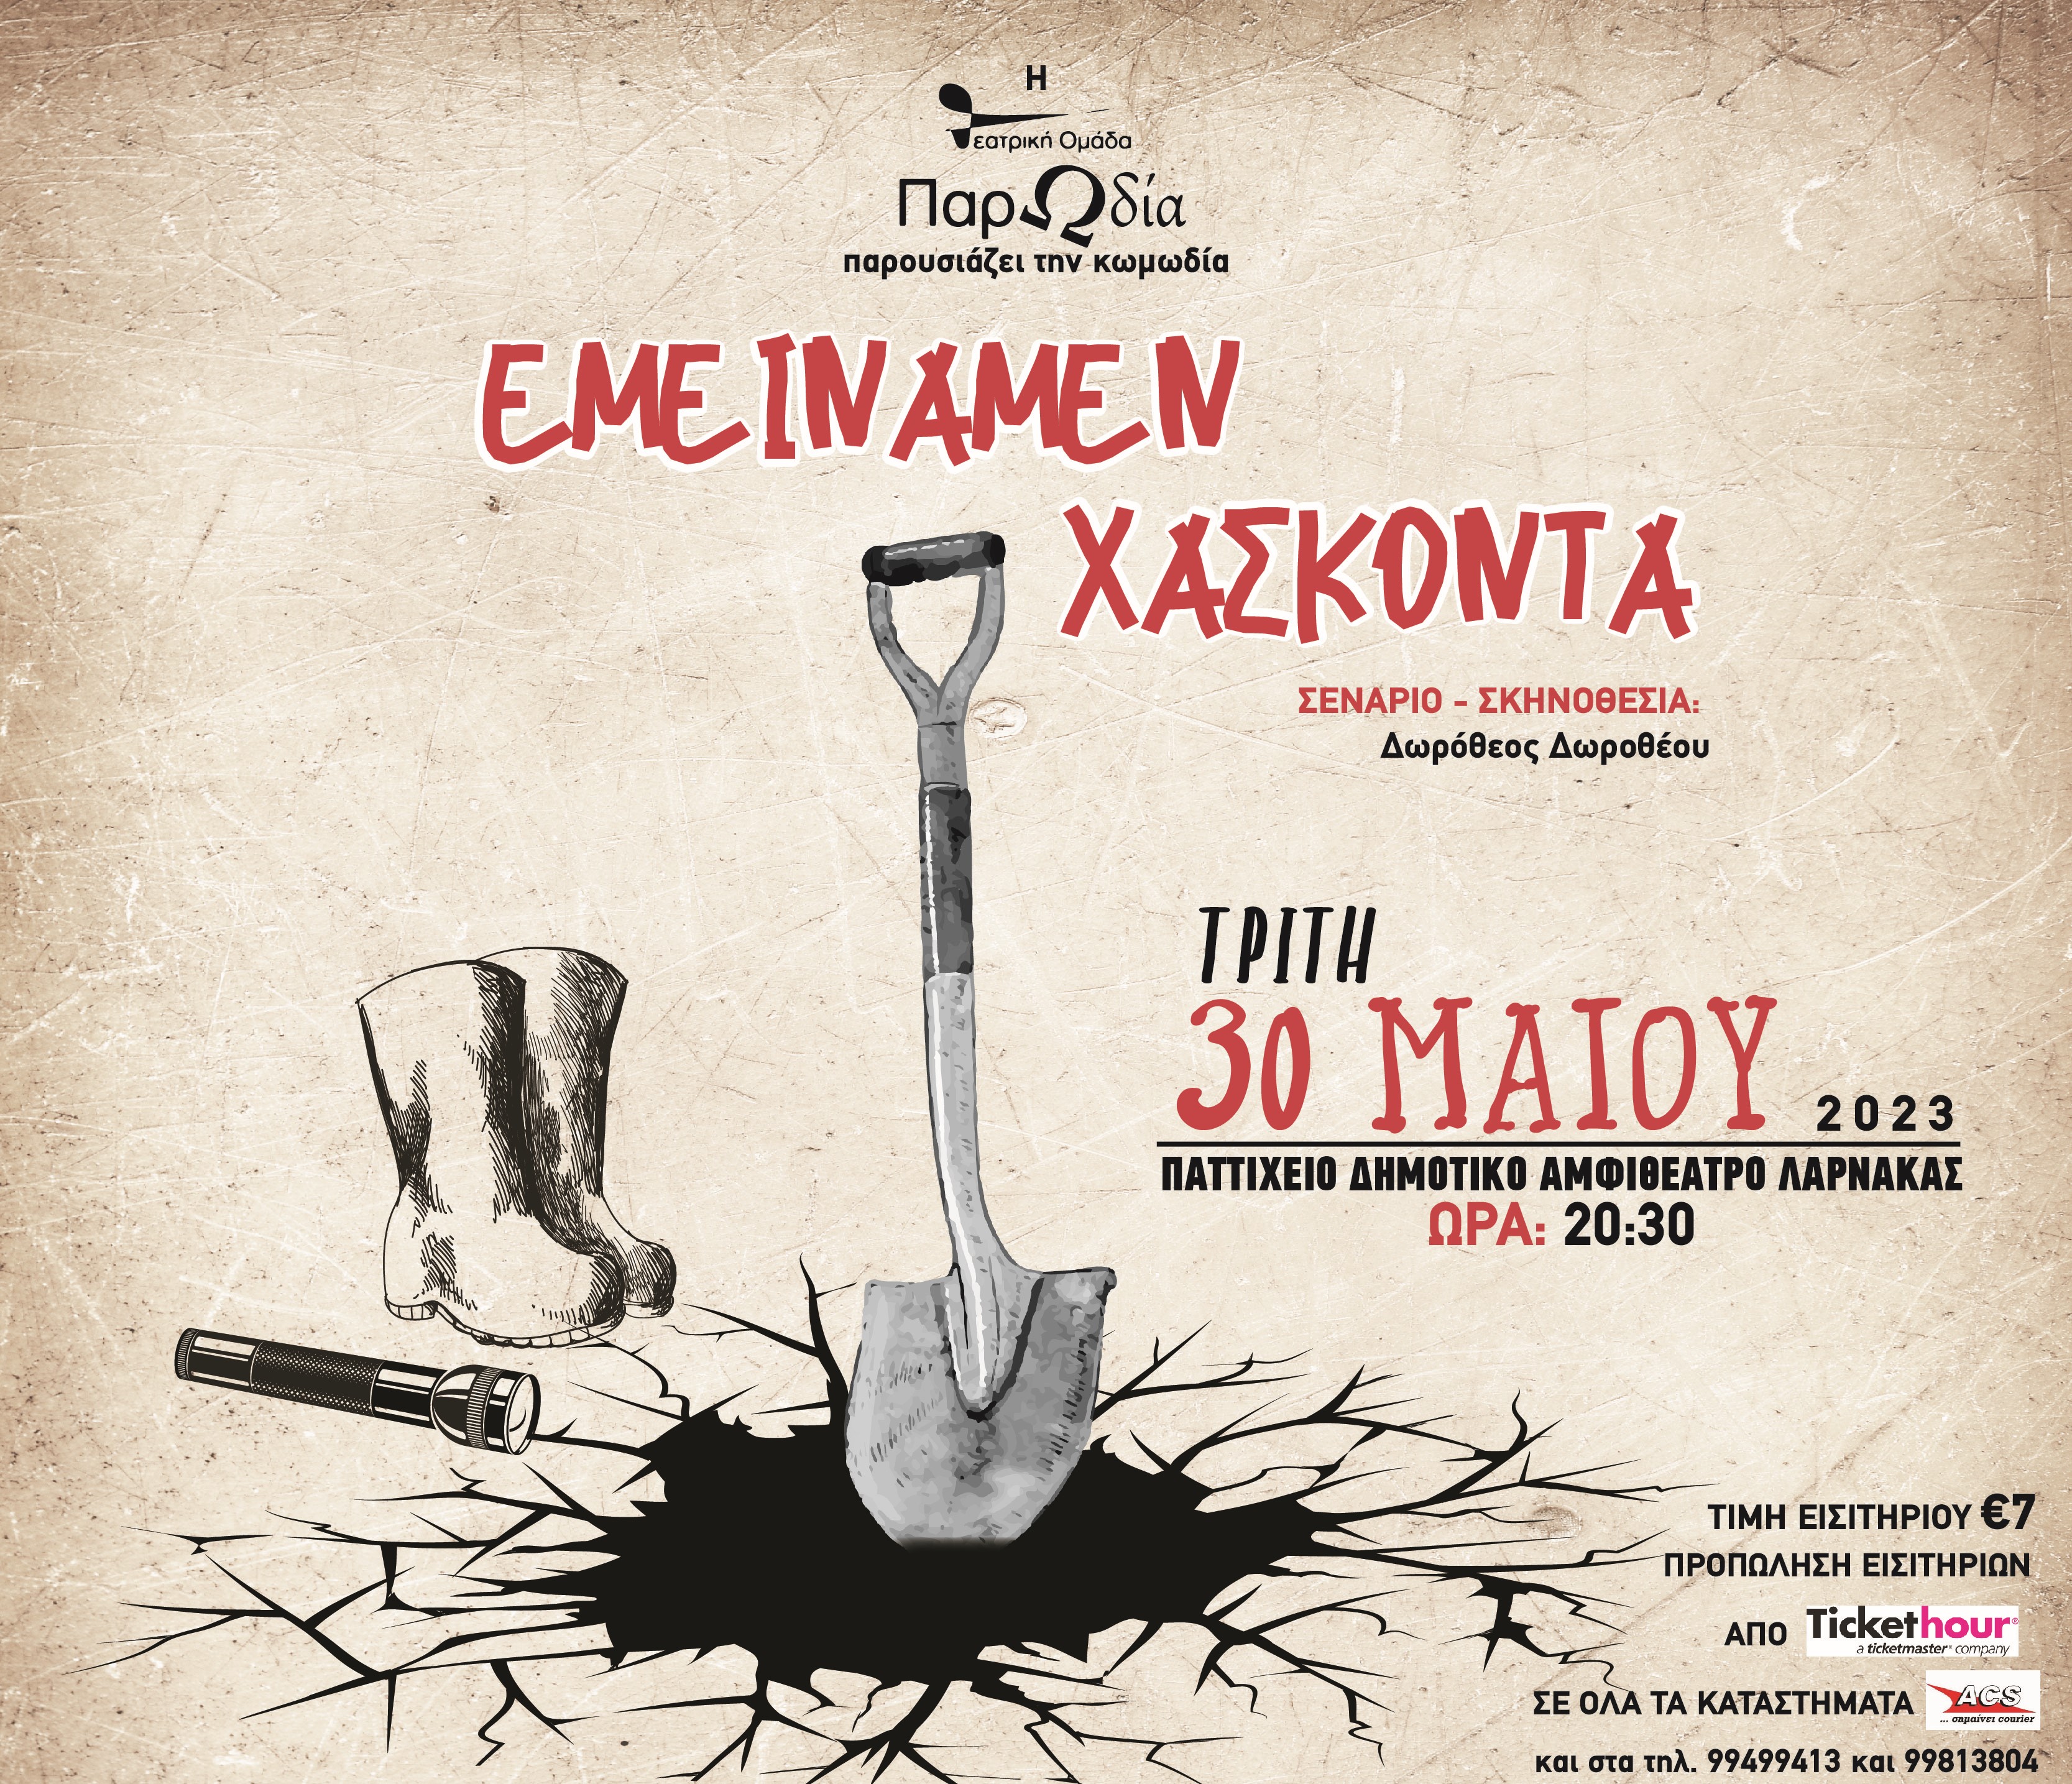 Η
Θεατρική Ομάδα
ΠαρΩδία
παρουσιάζει την κωμωδία
ΕΜΕΙΝΑΜΕΝ
ΧΑΣΚΟΝΤΑ
ΣΕΝΑΡΙΟ - ΣΚΗΝΟΘΕΣΙΑ:
Δωρόθεος Δωροθέου
ΤΡΙΤΗ
30 ΜΑΙΟΥ 2023
ΠΑΤΤΙΧΕΙΟ ΔΗΜΟΤΙΚΟ ΑΜΦΙΘΕΑΤΡΟ ΛΑΡΝΑΚΑΣ
ΩΡΑ: 20:30
ΤΙΜΗ ΕΙΣΙΤΗΡΙΟΥ €7
ΠΡΟΠΩΛΗΣΗ ΕΙΣΙΤΗΡΙΩΝ
ΑΠΟ Tickethour®
a ticketmaster® company
ΣΕ ΟΛΑ ΤΑ ΚΑΤΑΣΤΗΜΑΤΑ ACS
... σημαίνει courier
και στα τηλ. 99499413 και 99813804